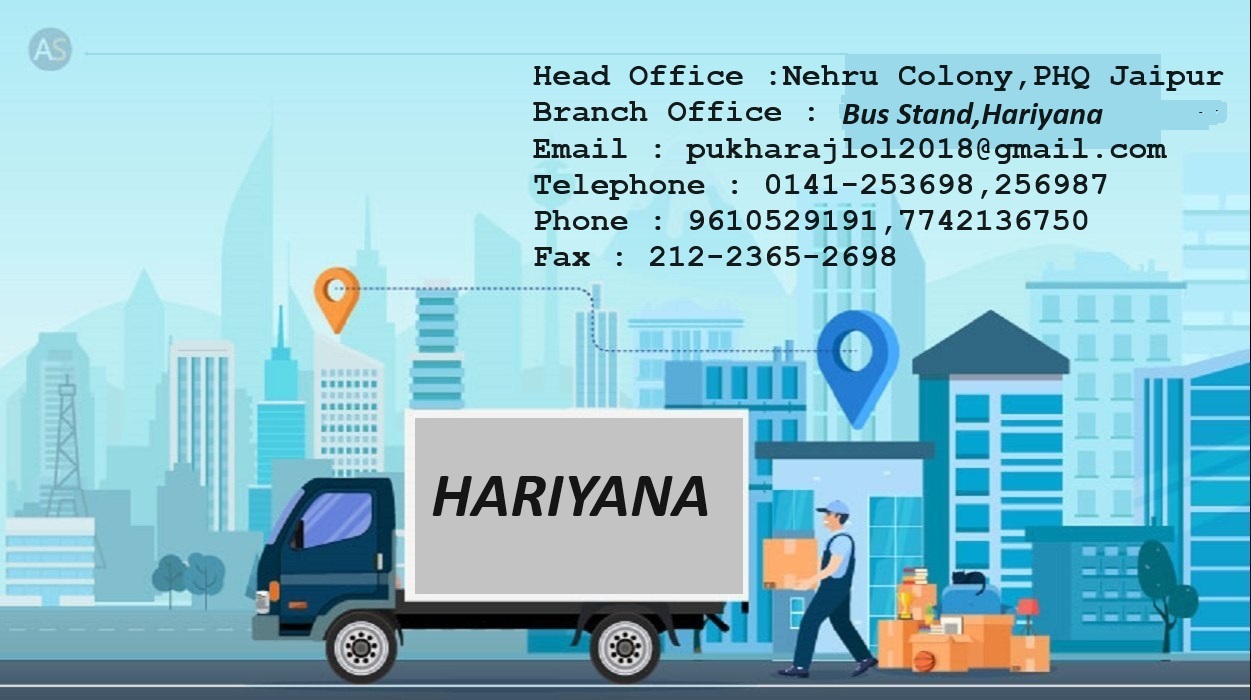 AS
Head Office :Nehru Colony,PHQ Jaipur
Branch Office : Bus Stand,Hariyana
Email : pukharajlol2018@gmail.com
Telephone : 0141-253698,256987
Phone : 9610529191,7742136750
Fax : 212-2365-2698
HARIYANA